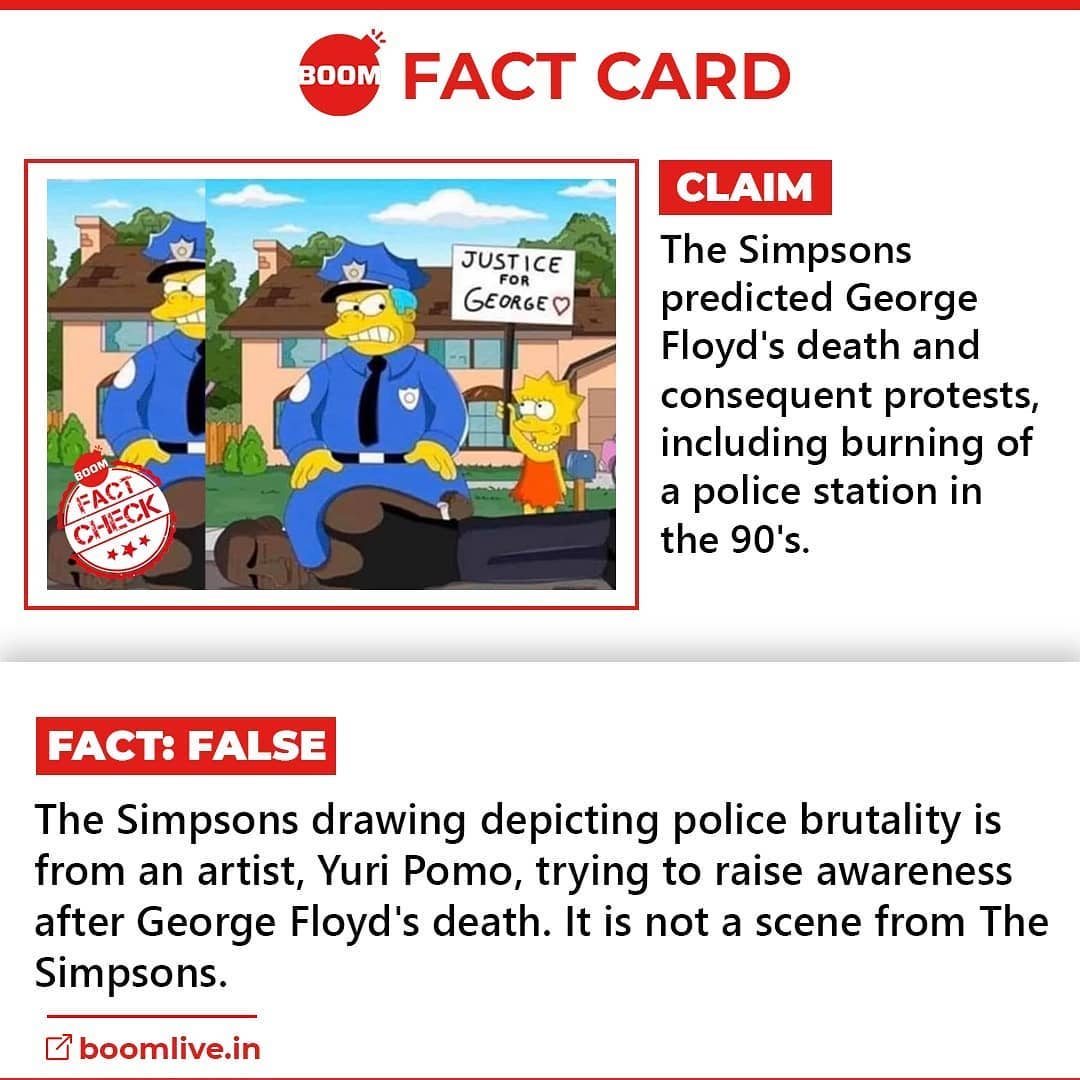 BOOM FACT CARD
JUSTICE
FOR
GEORGE♡
BOOM
FACT
CHECK
CLAIM
The Simpsons
predicted George
Floyd's death and
consequent protests,
including burning of
a police station in
the 90's.
FACT: FALSE
The Simpsons drawing depicting police brutality is
from an artist, Yuri Pomo, trying to raise awareness
after George Floyd's death. It is not a scene from The
Simpsons.
boomlive.in